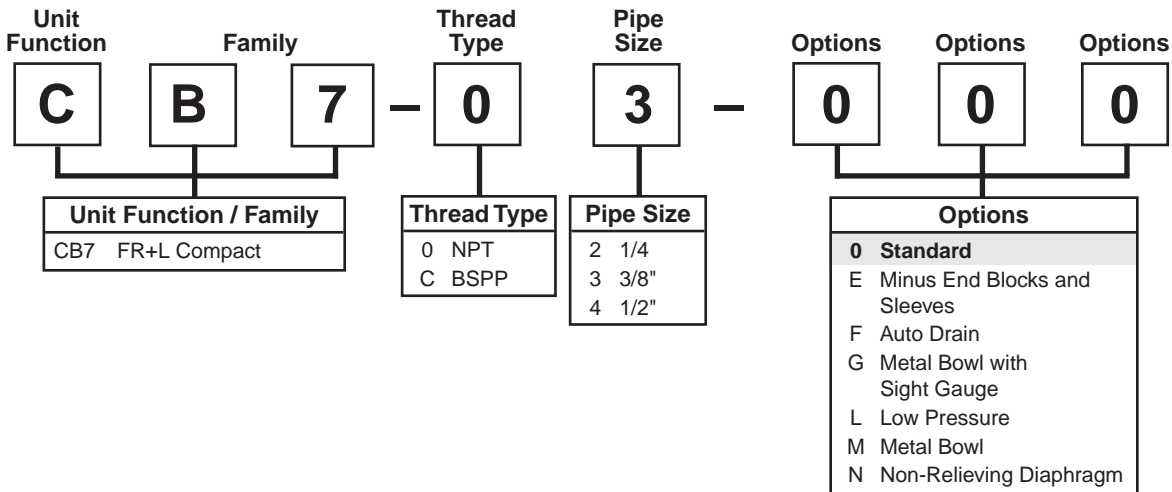 Unit Function Family Thread Type Pipe Size Options Options Options
C B 7 – 0 3 – 0 0 0
Unit Function / Family
CB7 FR+L Compact
Thread Type
0 NPT
C BSPP
Pipe Size
2 1/4
3 3/8"
4 1/2"
Options
0 Standard
E Minus End Blocks and
Sleeves
F Auto Drain
G Metal Bowl with
Sight Gauge
L Low Pressure
M Metal Bowl
N Non-Relieving Diaphragm